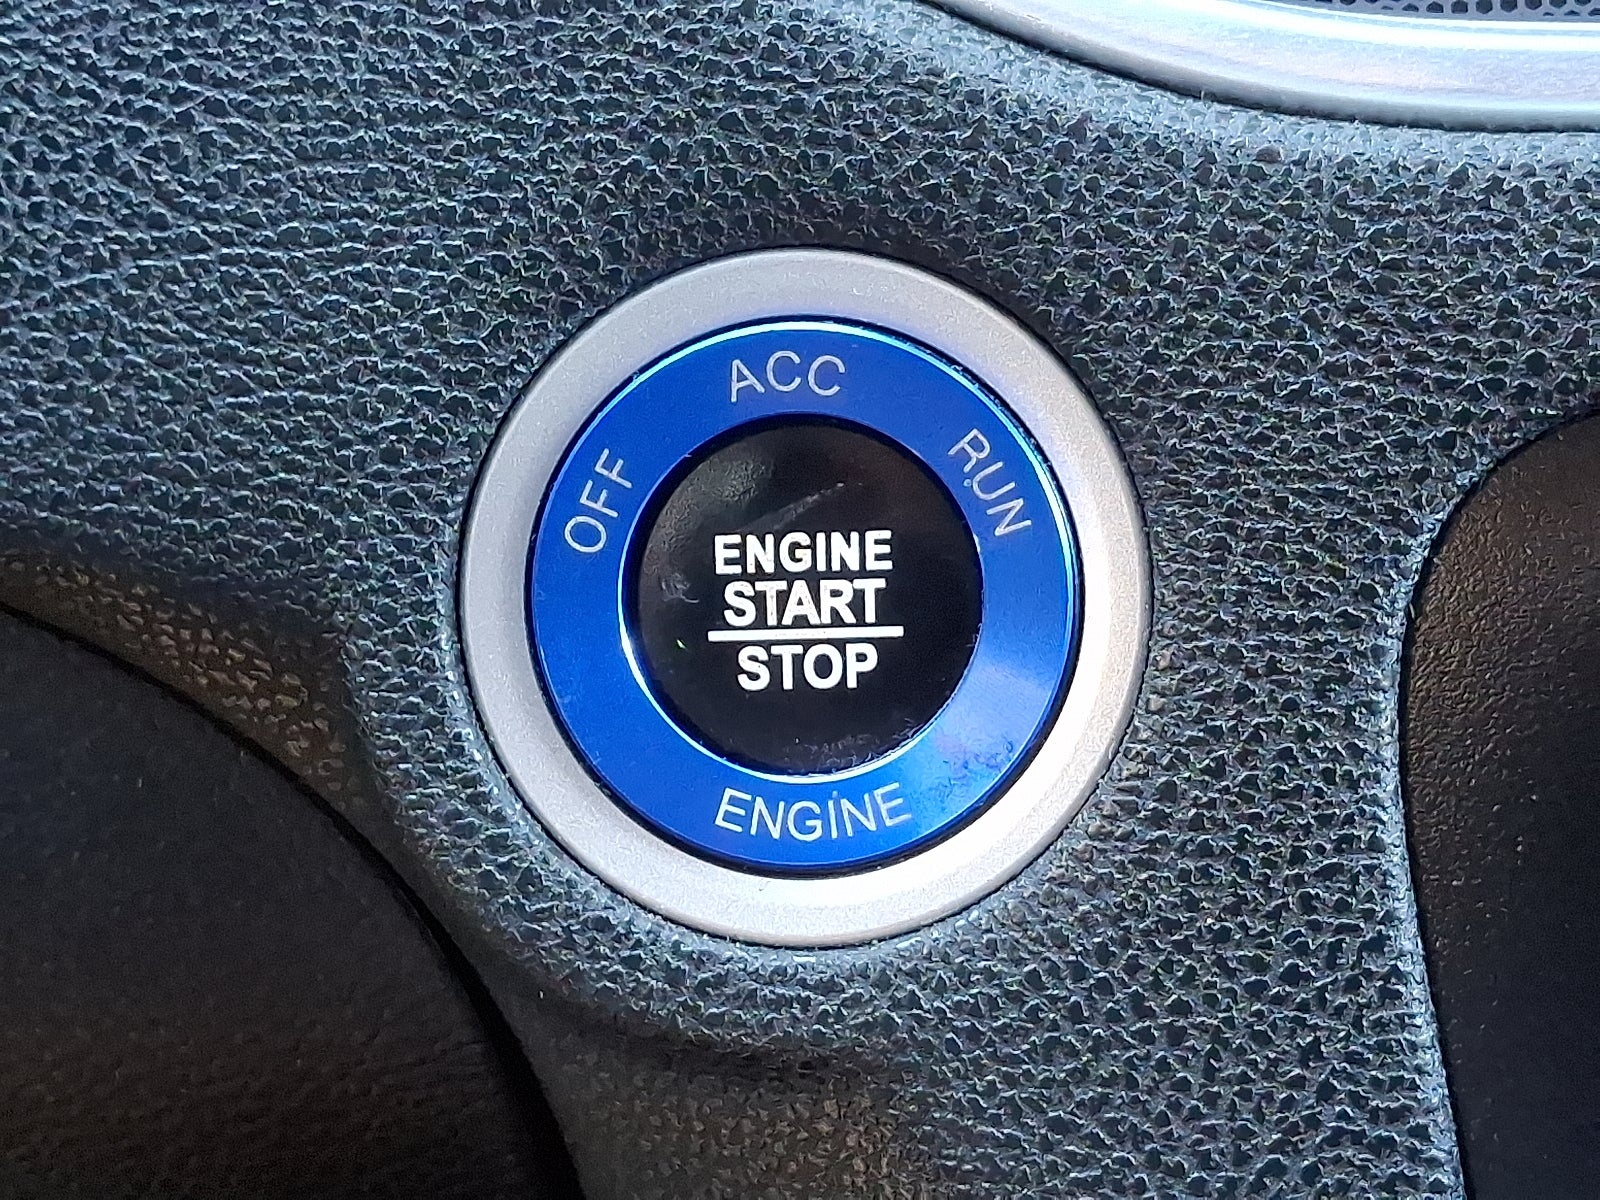 ACC
OFF
RUN
ENGINE
START
STOP
ENGINE